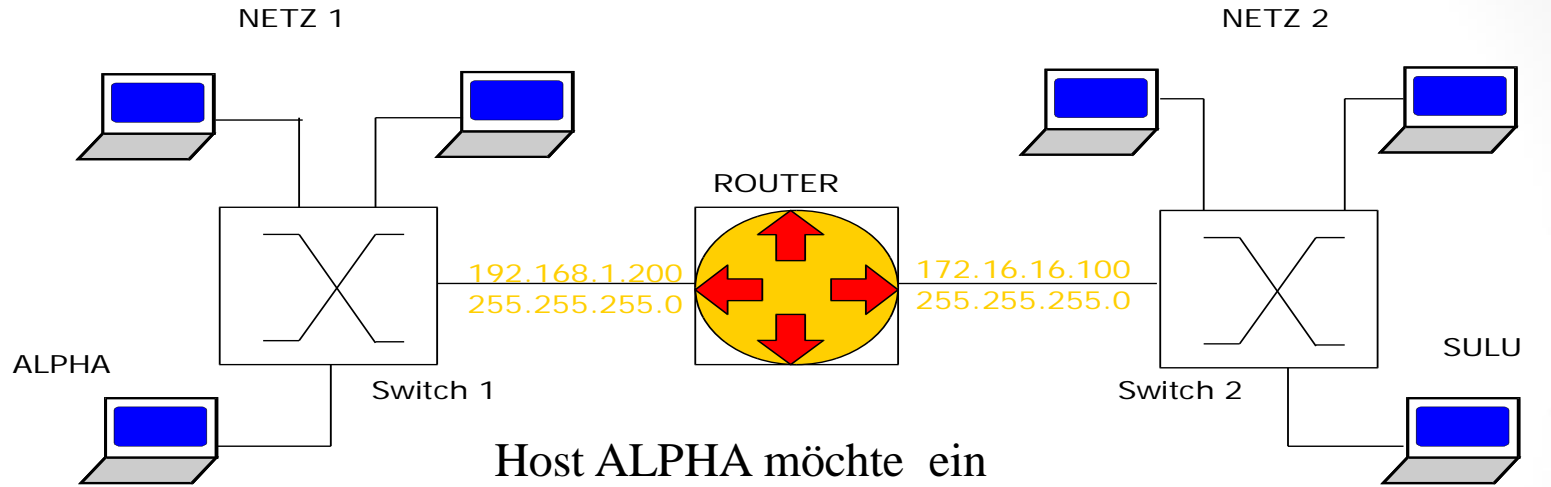 NETZ 1
NETZ 2
ROUTER
192.168.1.200
255.255.255.0
172.16.16.100
255.255.255.0
ALPHA
Switch 1
Switch 2
SULU
Host ALPHA möchte ein